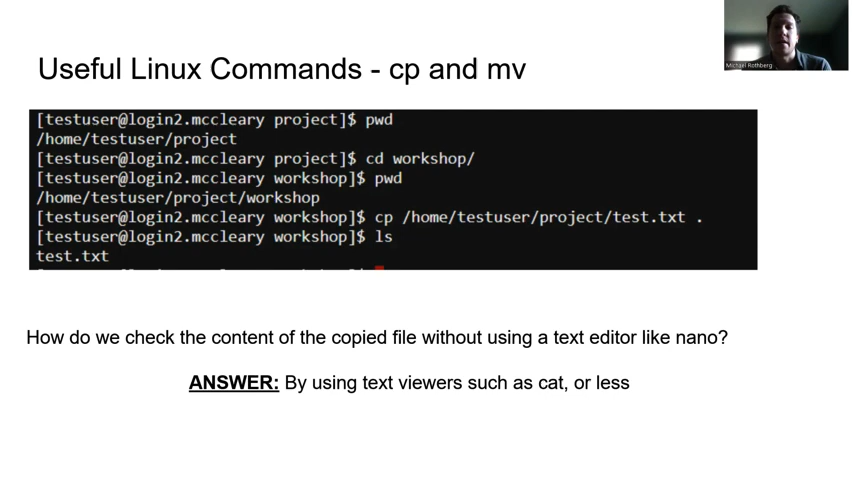 Michael Rothberg
Useful Linux Commands - cp and mv
[testuser@login2.mccleary project]$ pwd
/home/testuser/project
[testuser@login2.mccleary project]$ cd workshop/
[testuser@login2.mccleary workshop]$ pwd
/home/testuser/project/workshop
[testuser@login2.mccleary workshop]$ cp /home/testuser/project/test.txt .
[testuser@login2.mccleary workshop]$ ls
test.txt
How do we check the content of the copied file without using a text editor like nano?
ANSWER: By using text viewers such as cat, or less